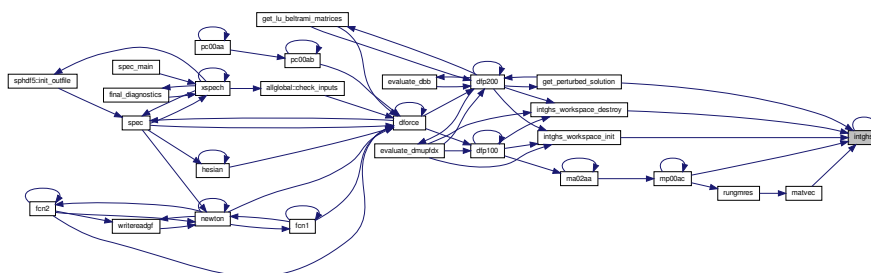 get_lu_beltrami_matrices
pc00aa
pc00ab
sphdf5::init_outfile
spec_main
final_diagnostics
xspech
allglobal::check_inputs
evaluate_dbb
dfp200
get_perturbed_solution
intghs_workspace_destroy
spec
dforce
evaluate_dmupfdx
dfp100
intghs_workspace_init
intghs
hesian
ma02aa
mp00ac
rungmres
matvec
fcn2
writereadgf
newton
fcn1